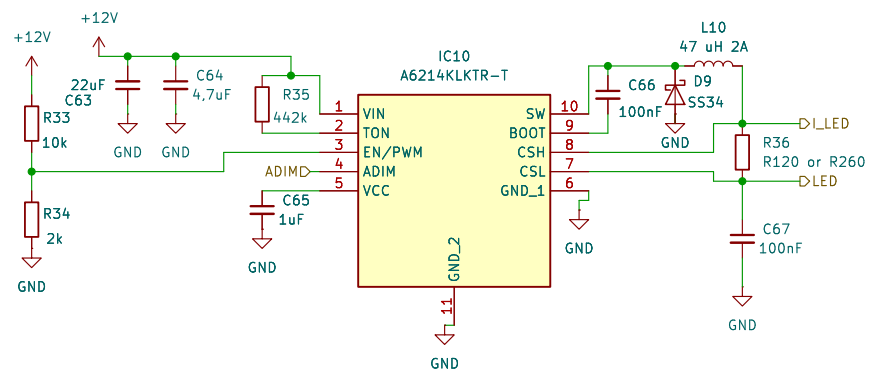 +12V
+12V
22uF
C63
C64
4,7uF
GND
GND
R33
10k
R34
2k
GND
R35
442k
ADIM
C65
1uF
GND
IC10
A6214KLKTR-T
1 VIN
2 TON
3 EN/PWM
4 ADIM
5 VCC
SW 10
BOOT 9
CSH 8
CSL 7
GND_1 6
GND_2
11
GND
GND
C66
100nF
L10
47 uH 2A
D9
SS34
GND
I_LED
R36
R120 or R260
LED
C67
100nF
GND